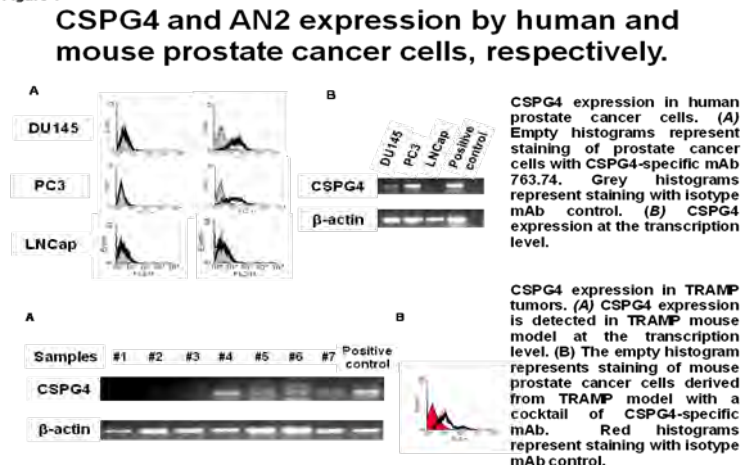 CSPG4 and AN2 expression by human and
mouse prostate cancer cells, respectively.
A
DU145
PC3
LNCap
B
DU145
PC3
LNCap
Positive
control
CSPG4
β-actin
CSPG4 expression in human
prostate cancer cells. (A)
Empty histograms represent
staining of prostate cancer
cells with CSPG4-specific mAb
763.74. Grey histograms
represent staining with isotype
mAb control. (B) CSPG4
expression at the transcription
level.
A
Samples #1 #2 #3 #4 #5 #6 #7 Positive
control
CSPG4
β-actin
B
CSPG4 expression in TRAMP
tumors. (A) CSPG4 expression
is detected in TRAMP mouse
model at the transcription
level. (B) The empty histogram
represents staining of mouse
prostate cancer cells derived
from TRAMP model with a
cocktail of CSPG4-specific
mAb. Red histograms
represent staining with isotype
mAb control.